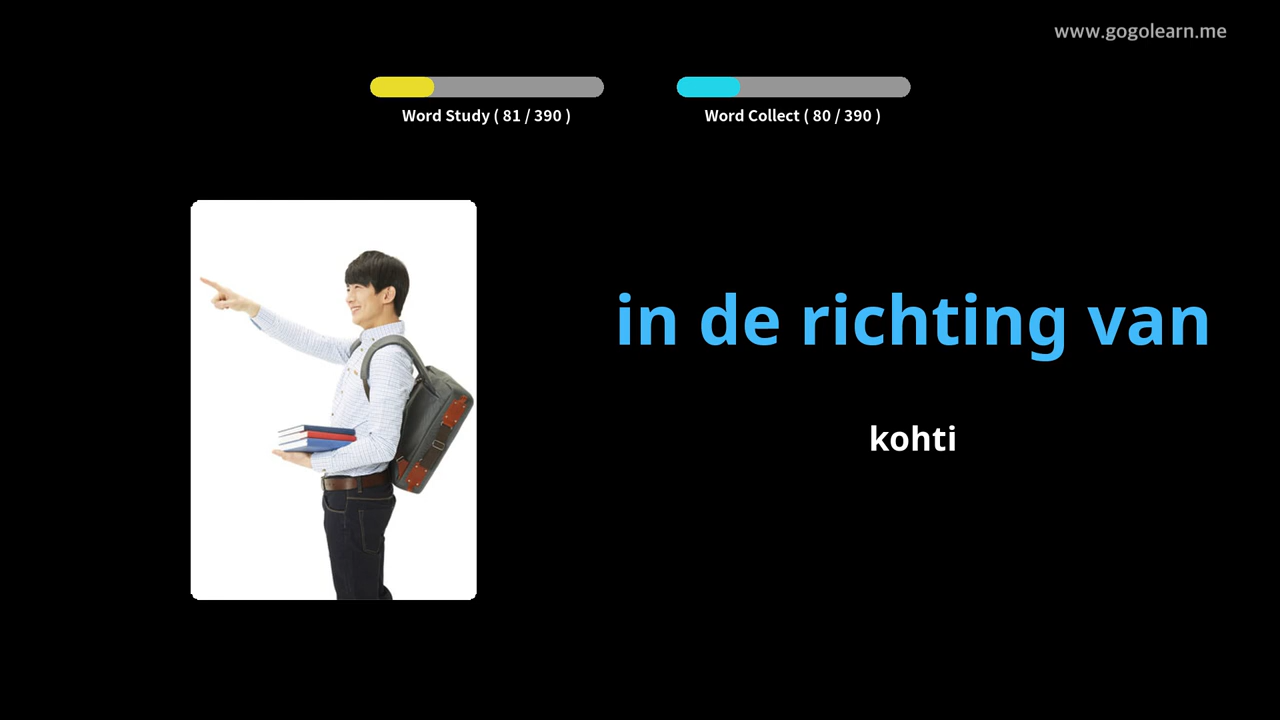 www.gogolearn.me
Word Study ( 81 / 390 )
Word Collect ( 80 / 390 )
in de richting van
kohti